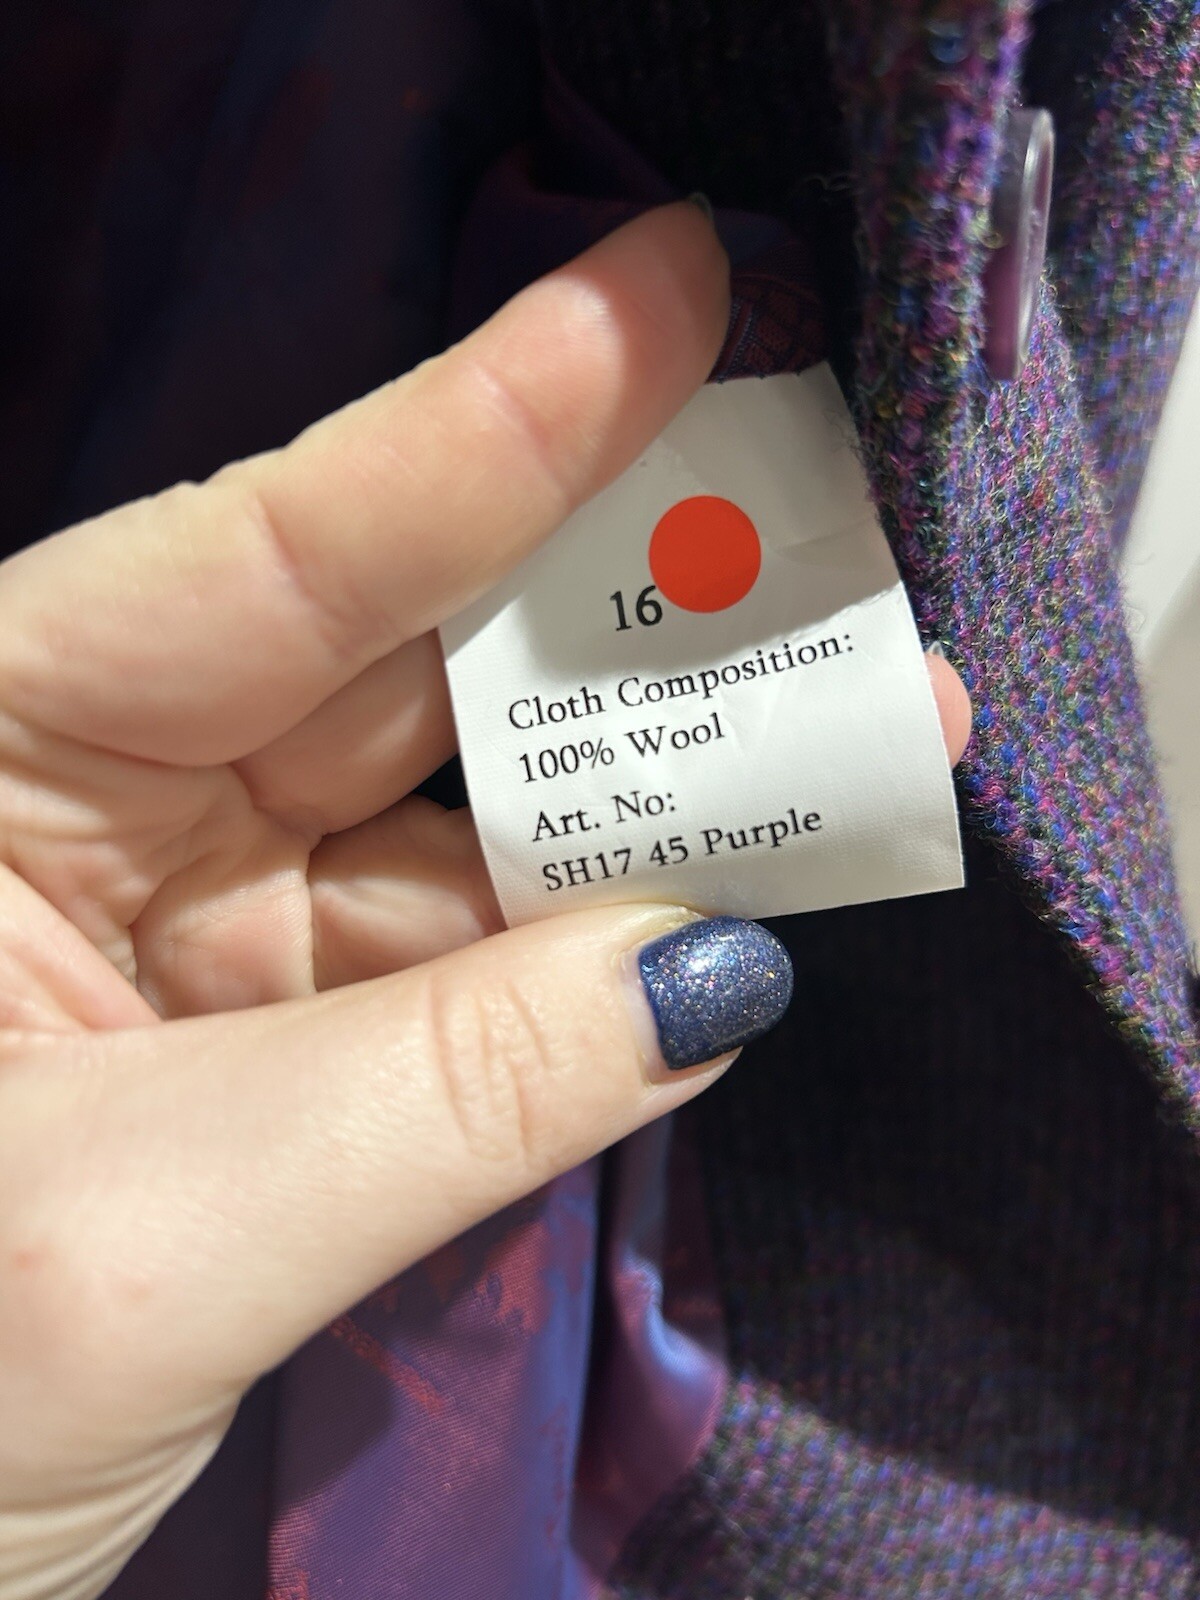 16
Cloth Composition:
100% Wool
Art. No:
SH17 45 Purple